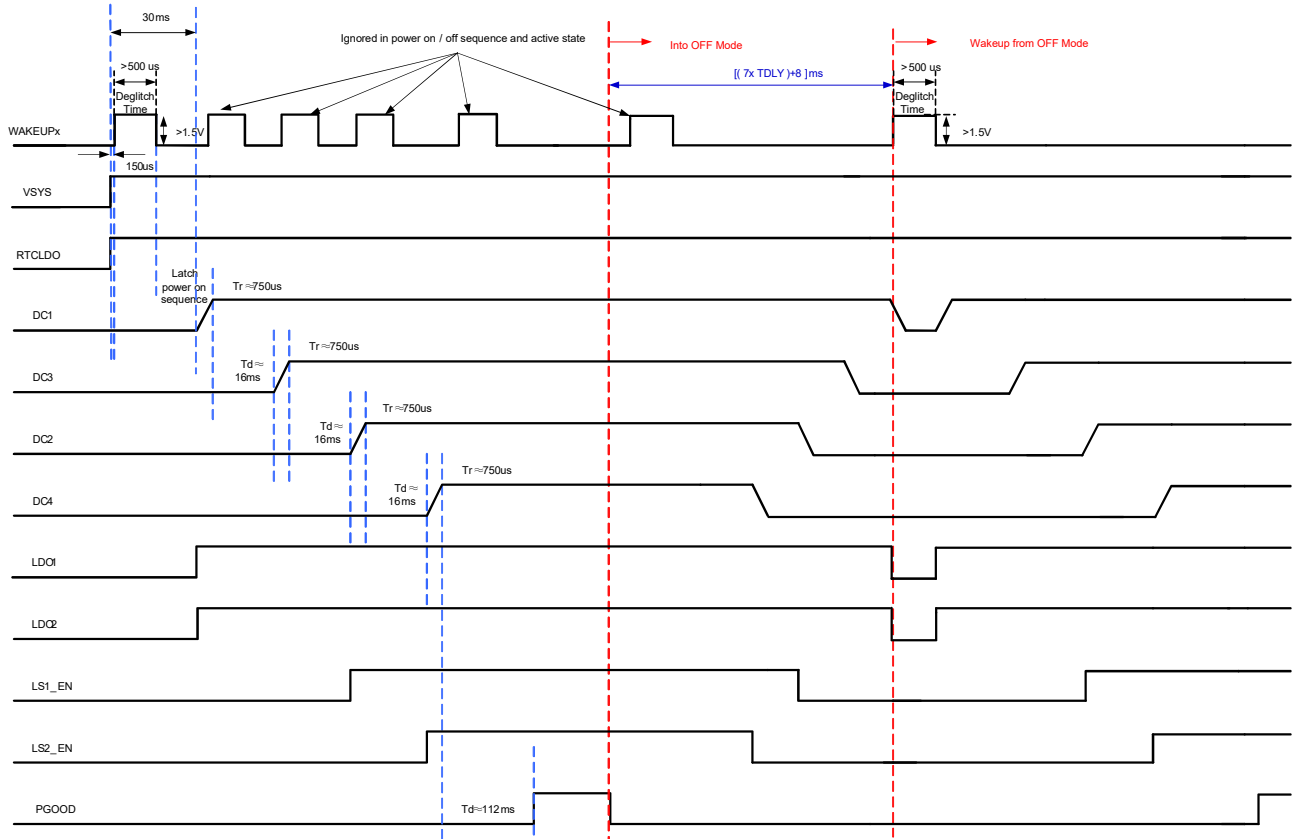 30ms
Ignored in power on / off sequence and active state
Into OFF Mode
Wakeup from OFF Mode
>500 us
[( 7x TDLY )+8 ]ms
>500 us
Deglitch
Time
Deglitch
Time
WAKEUPx
>1.5V
>1.5V
150us
VSYS
RTCLDO
Latch
power on
sequence
Tr ≈750us
DC1
Tr ≈750us
Td ≈
16ms
DC3
Tr ≈750us
Td ≈
16ms
DC2
Tr ≈750us
Td ≈
16ms
DC4
LDO1
LDO2
LS1_EN
LS2_EN
PGOOD
Td≈112ms